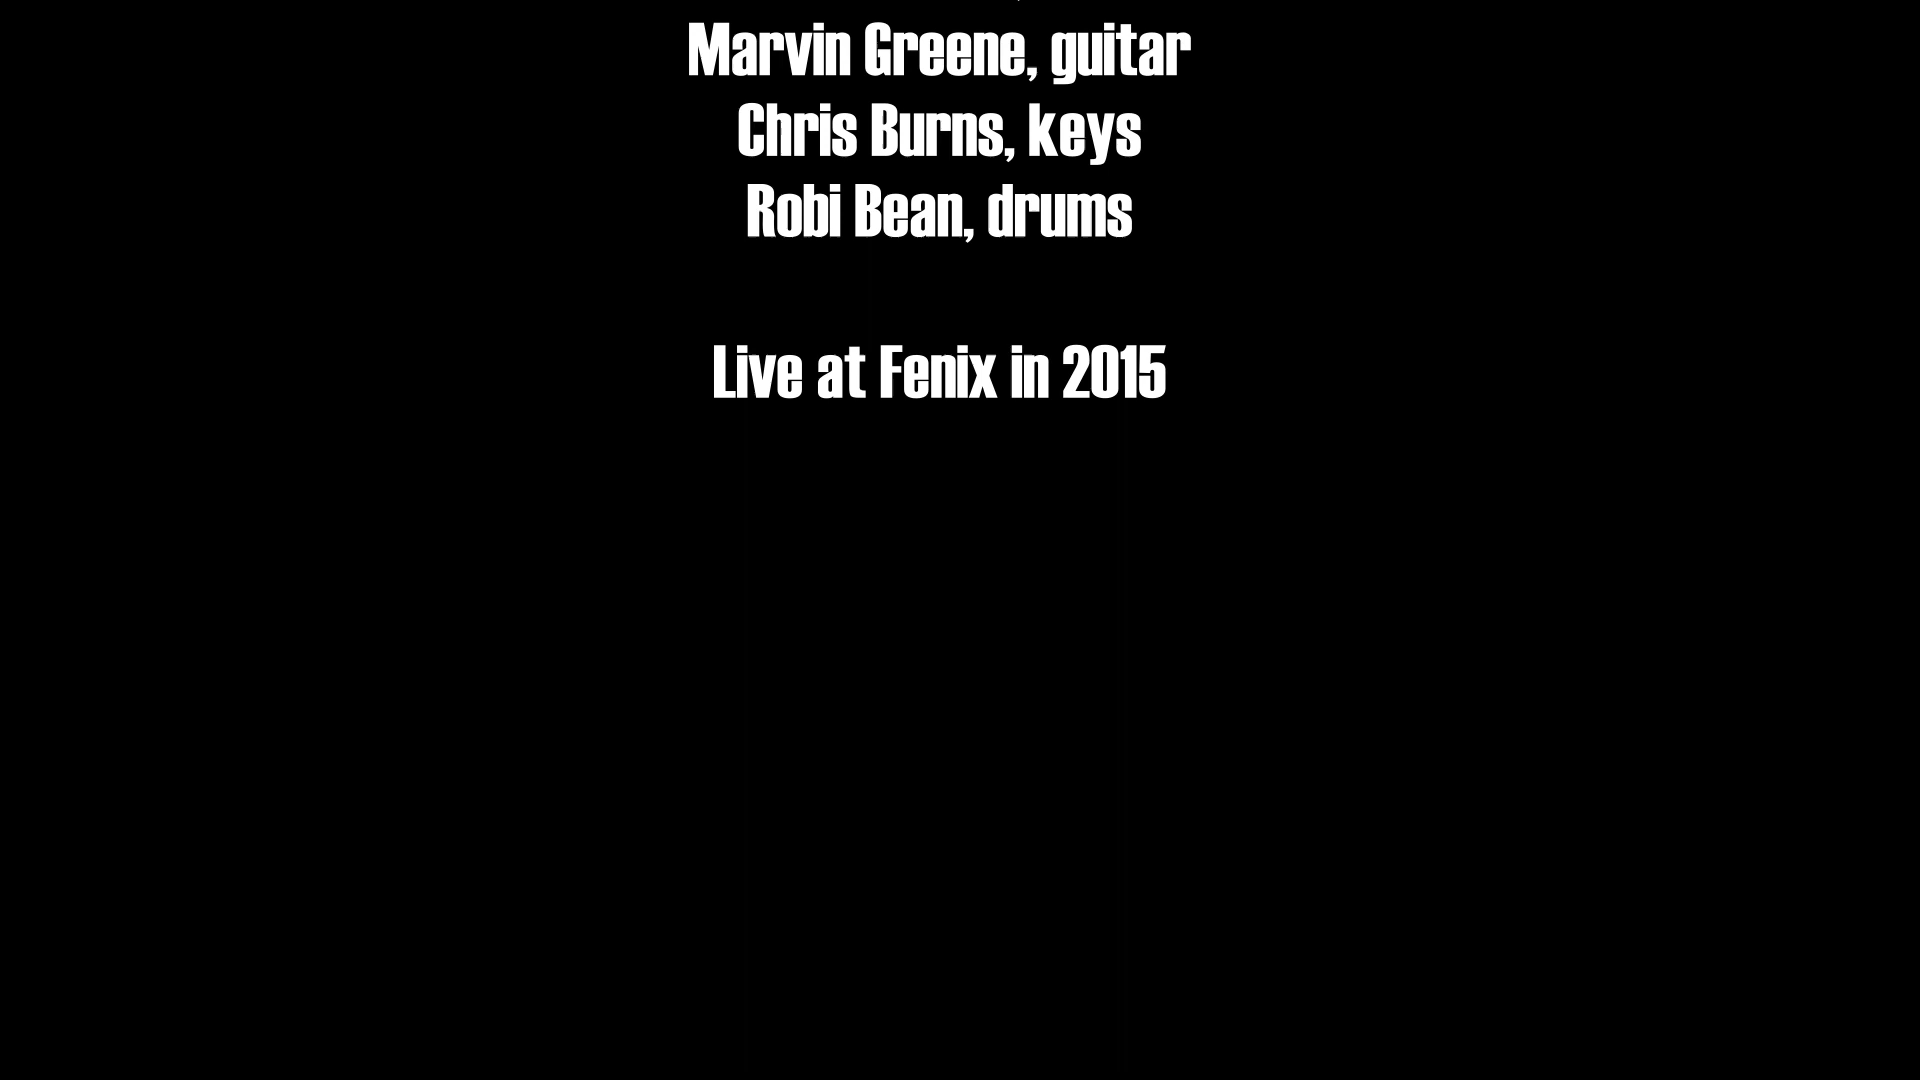 Marvin Greene, guitar
Chris Burns, keys
Robi Bean, drums
Live at Fenix in 2015